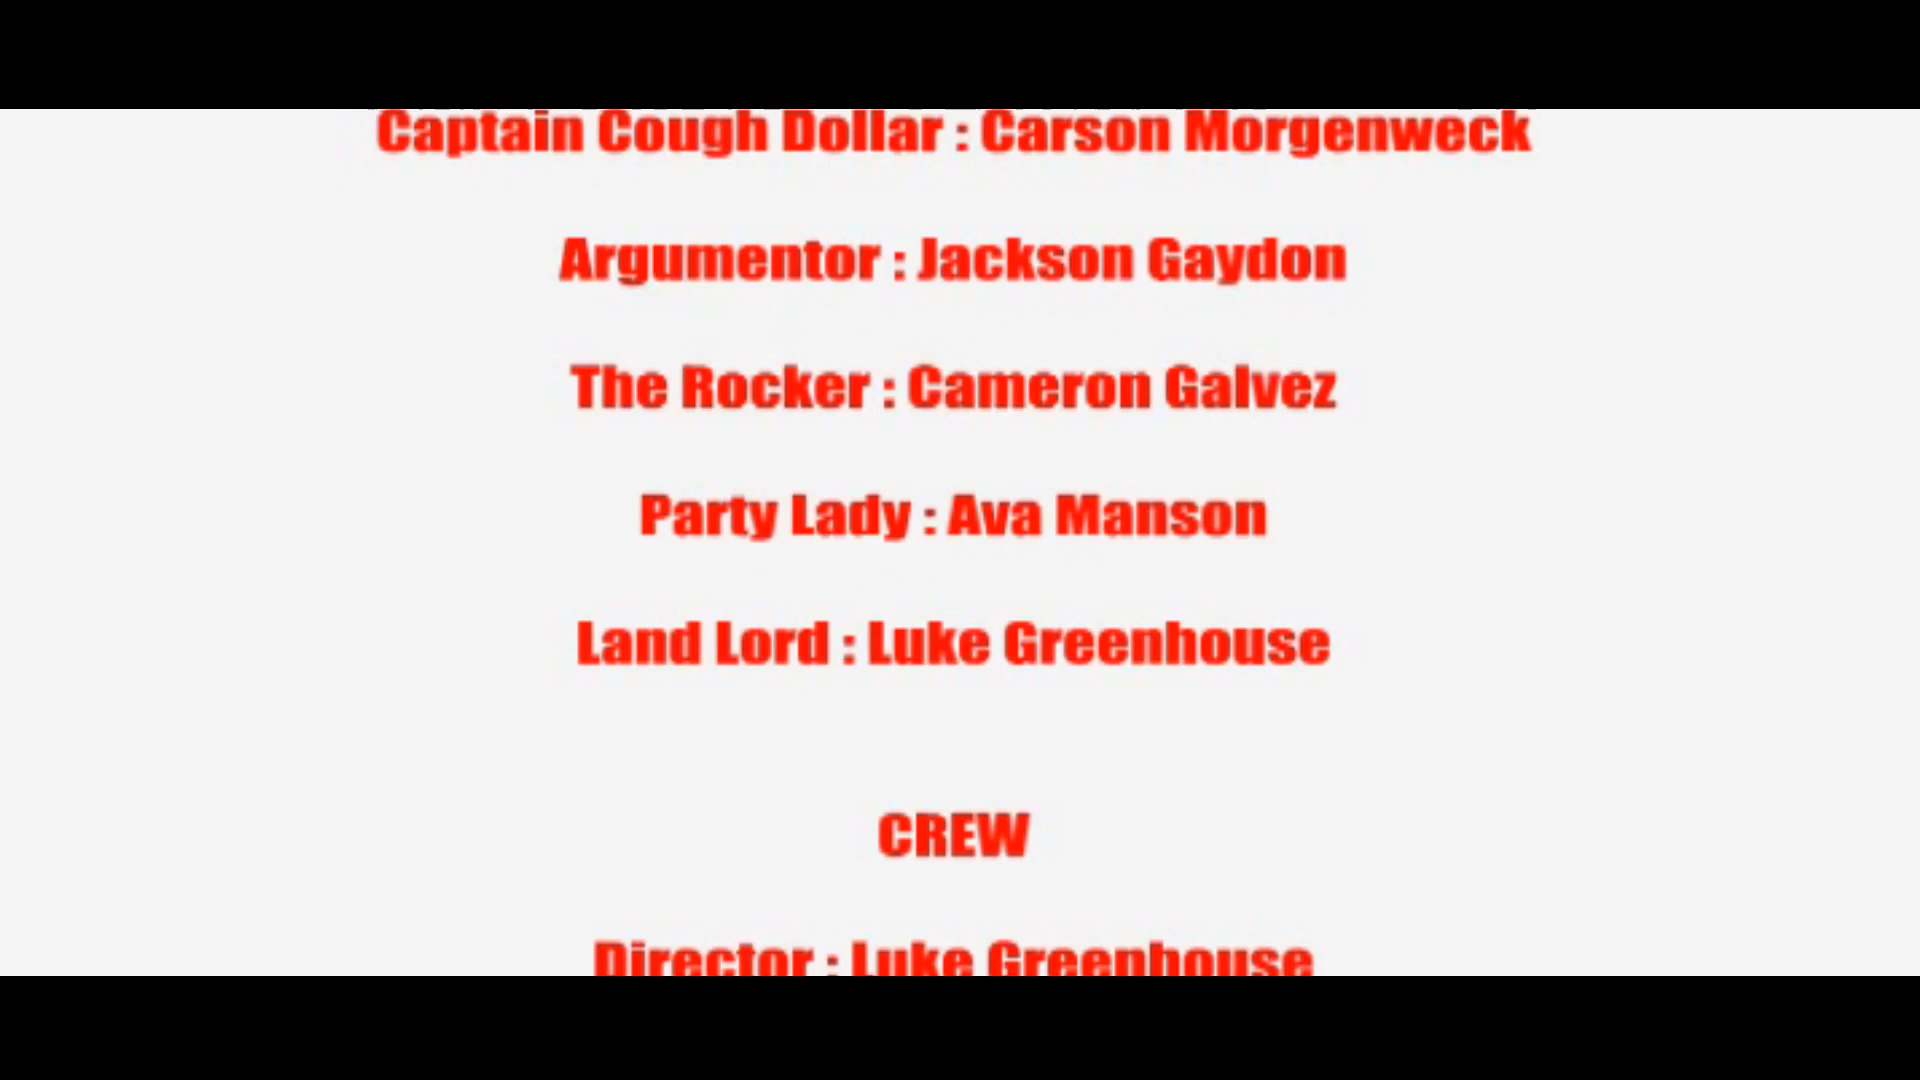 Captain Cough Dollar : Carson Morgenweck
Argumentor : Jackson Gaydon
The Rocker : Cameron Galvez
Party Lady : Ava Manson
Land Lord : Luke Greenhouse
CREW
Director : Luke Greenhouse